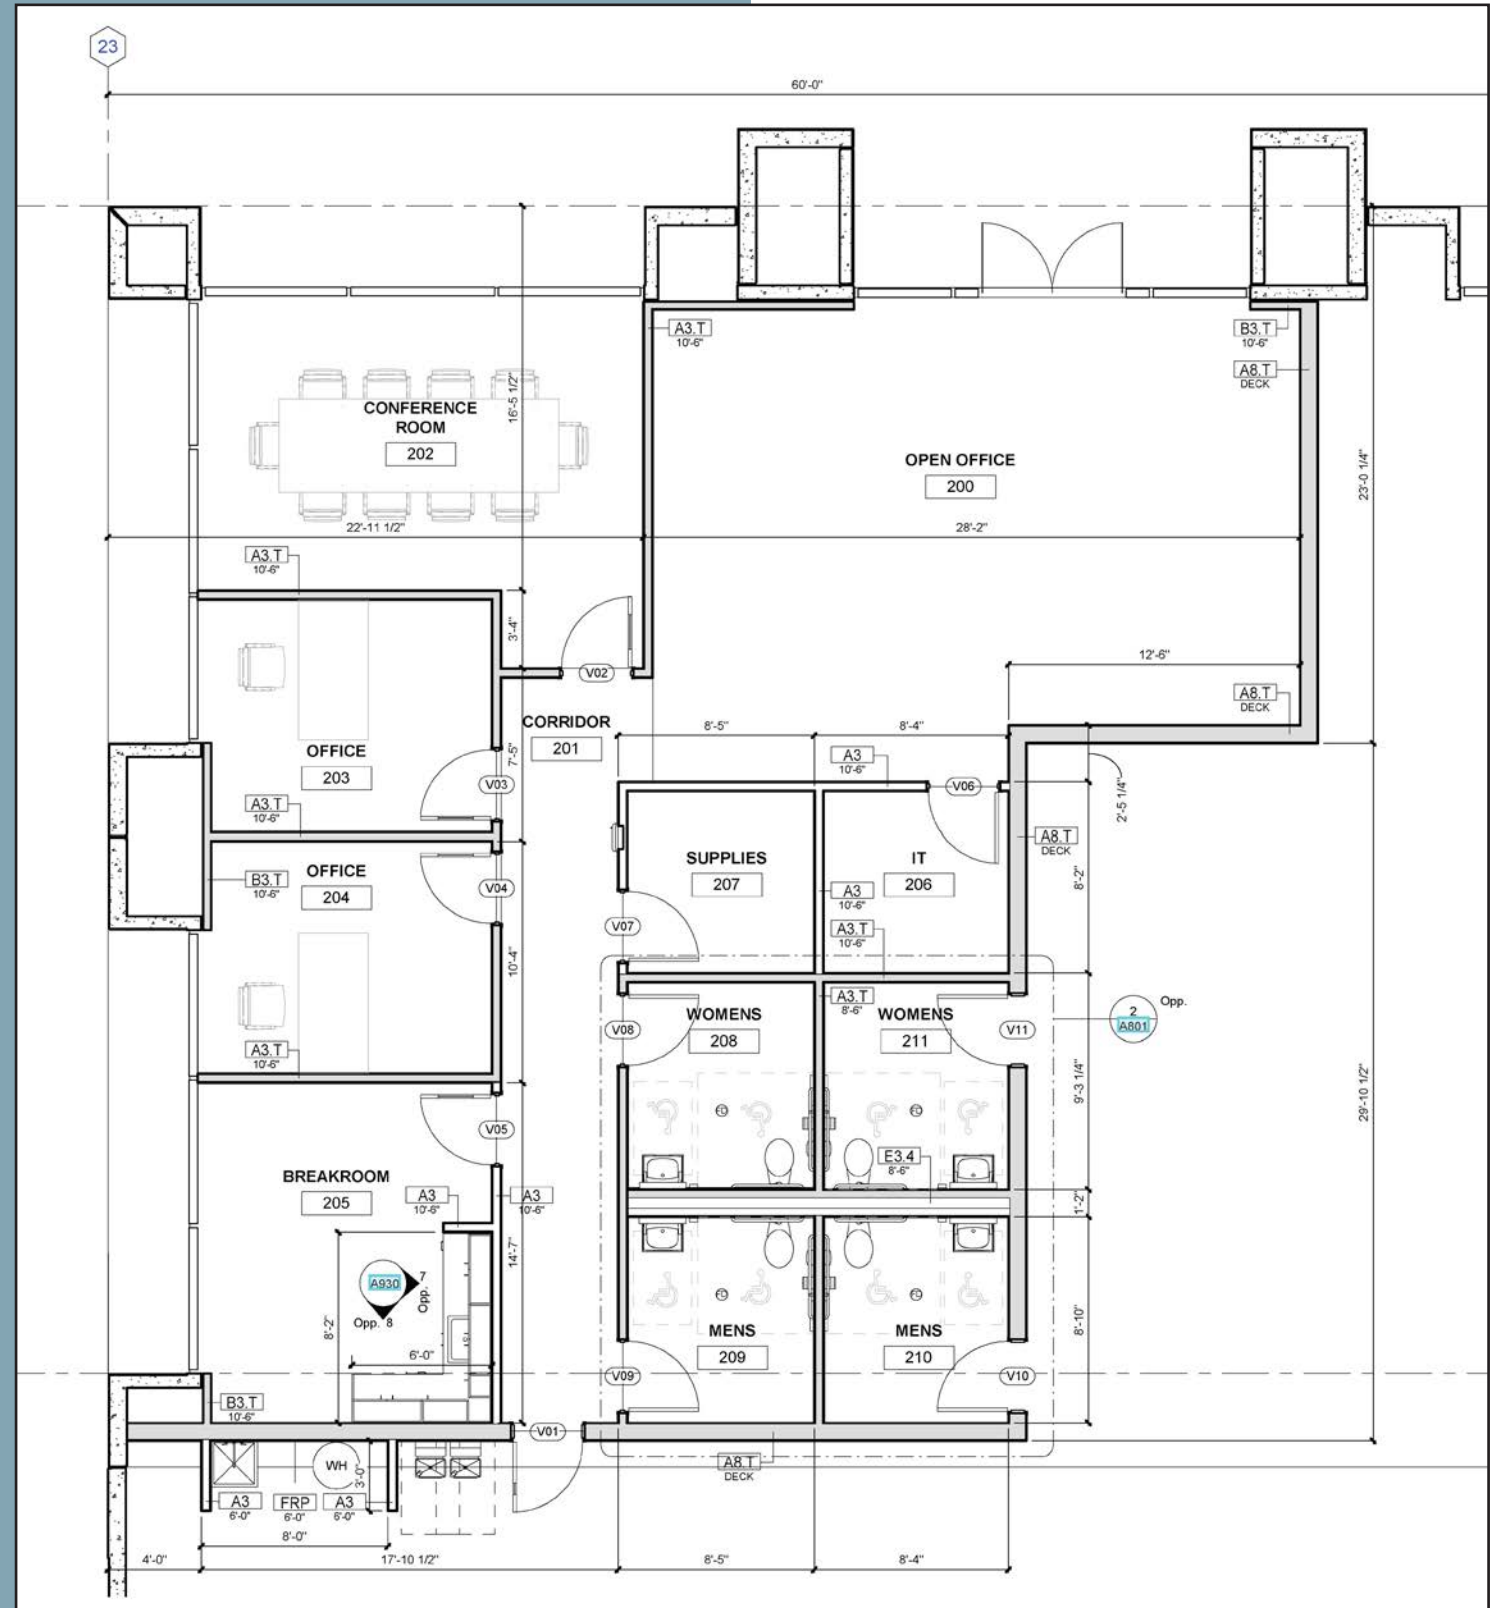 23
60'-0"
A3.T
10'-6"
B3.T
10'-6"
A8.T
DECK
16'-5 1/2"
CONFERENCE
ROOM
202
OPEN OFFICE
200
23'-0 1/4"
22'-11 1/2"
28'-2"
A3.T
10'-6"
3'-4"
V02
12'-6"
A8.T
DECK
CORRIDOR
201
8'-5"
8'-4"
OFFICE
203
7'-5"
V03
A3
10'-6"
V06
2'-5 1/4"
A3.T
10'-6"
A8.T
DECK
OFFICE
204
B3.T
10'-6"
V04
SUPPLIES
207
IT
206
8'-2"
A3
10'-6"
V07
A3.T
10'-6"
10'-4"
A3.T
8'-6"
WOMENS
208
WOMENS
211
V08
V11
2
A801
Opp.
A3.T
10'-6"
9'-3 1/4"
29'-10 1/2"
FD
FD
V05
BREAKROOM
205
A3
10'-6"
A3
10'-6"
E3.4
8'-6"
1'-2"
14'-7"
A930
7
Opp.
Opp. 8
8'-2"
6'-0"
FD
FD
MENS
209
MENS
210
8'-10"
V09
V10
B3.T
10'-6"
V01
A8.T
DECK
WH
3'-0"
A3
6'-0"
FRP
6'-0"
A3
6'-0"
8'-0"
4'-0"
17'-10 1/2"
8'-5"
8'-4"